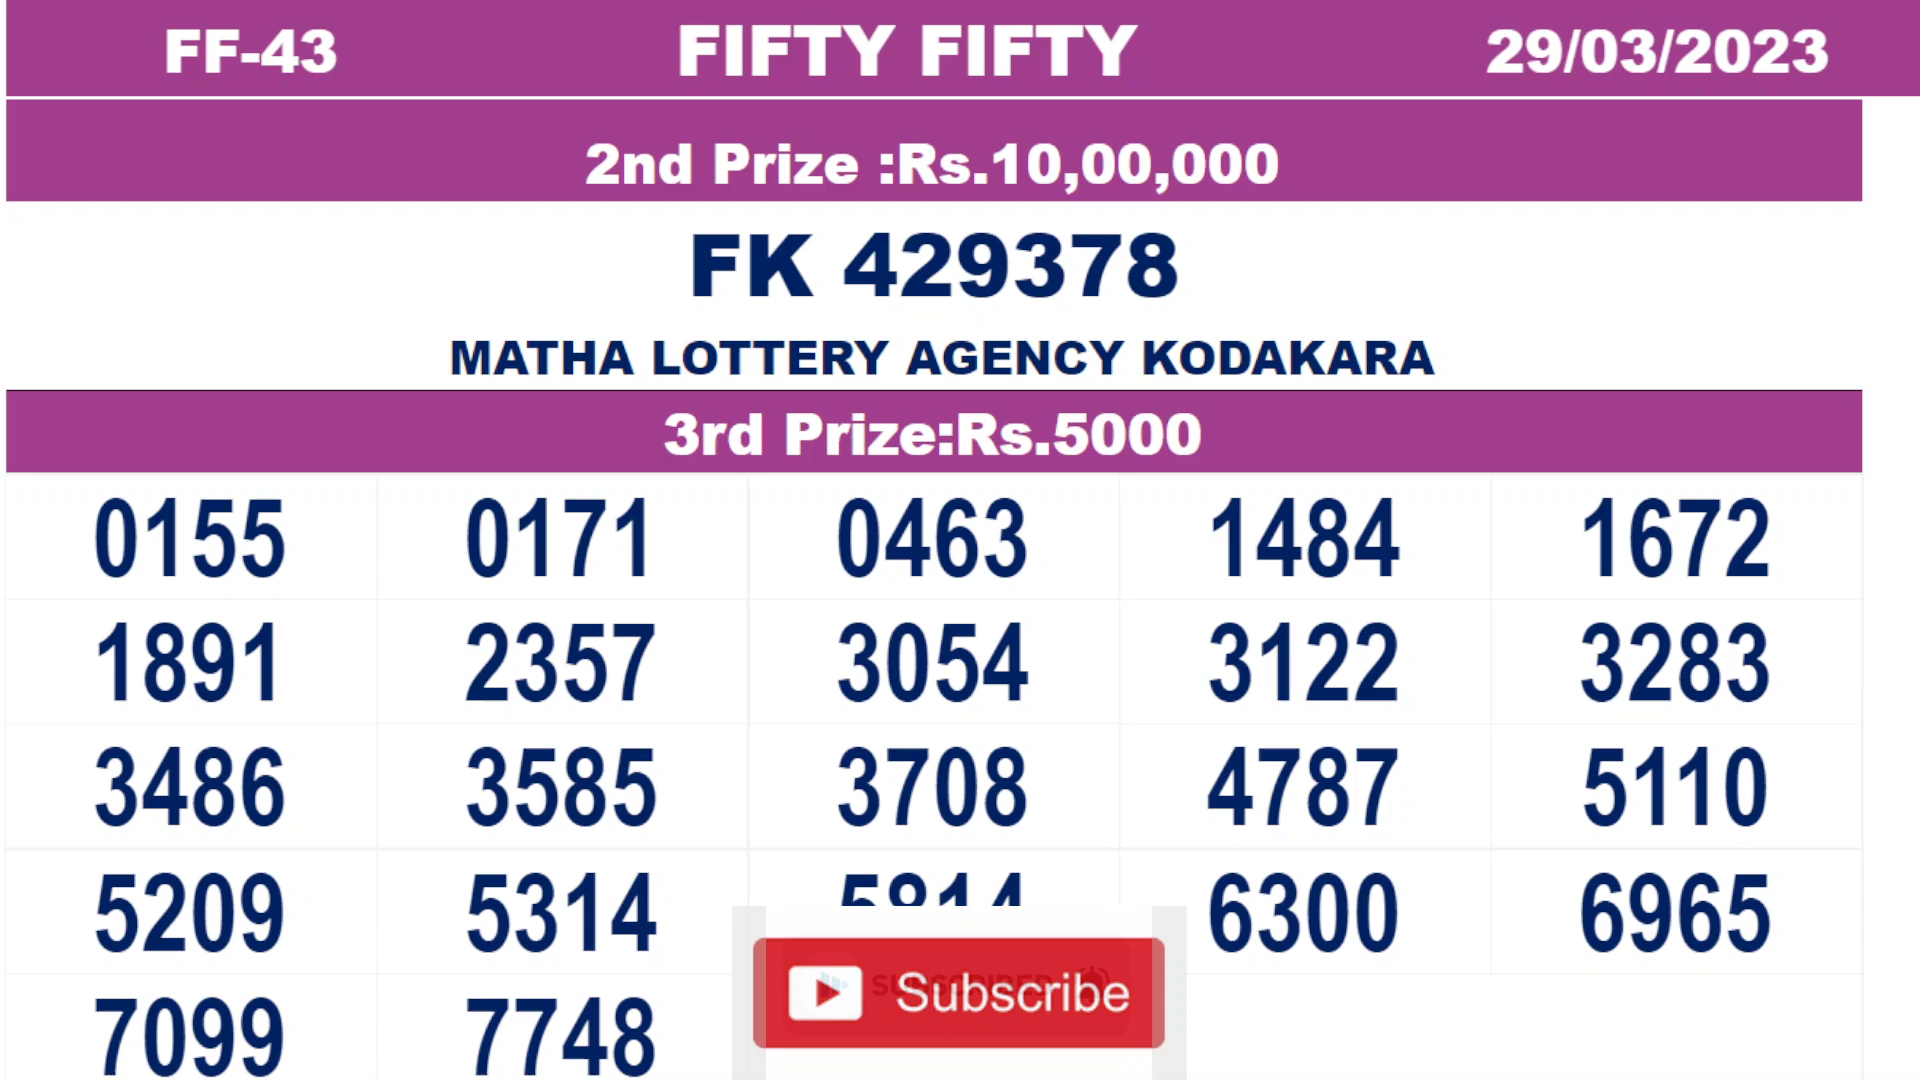 FF-43 FIFTY FIFTY 29/03/2023
2nd Prize :Rs.10,00,000
FK 429378
MATHA LOTTERY AGENCY KODAKARA
3rd Prize:Rs.5000
0155 0171 0463 1484 1672
1891 2357 3054 3122 3283
3486 3585 3708 4787 5110
5209 5314 6300 6965
7099 7748
Subscribe